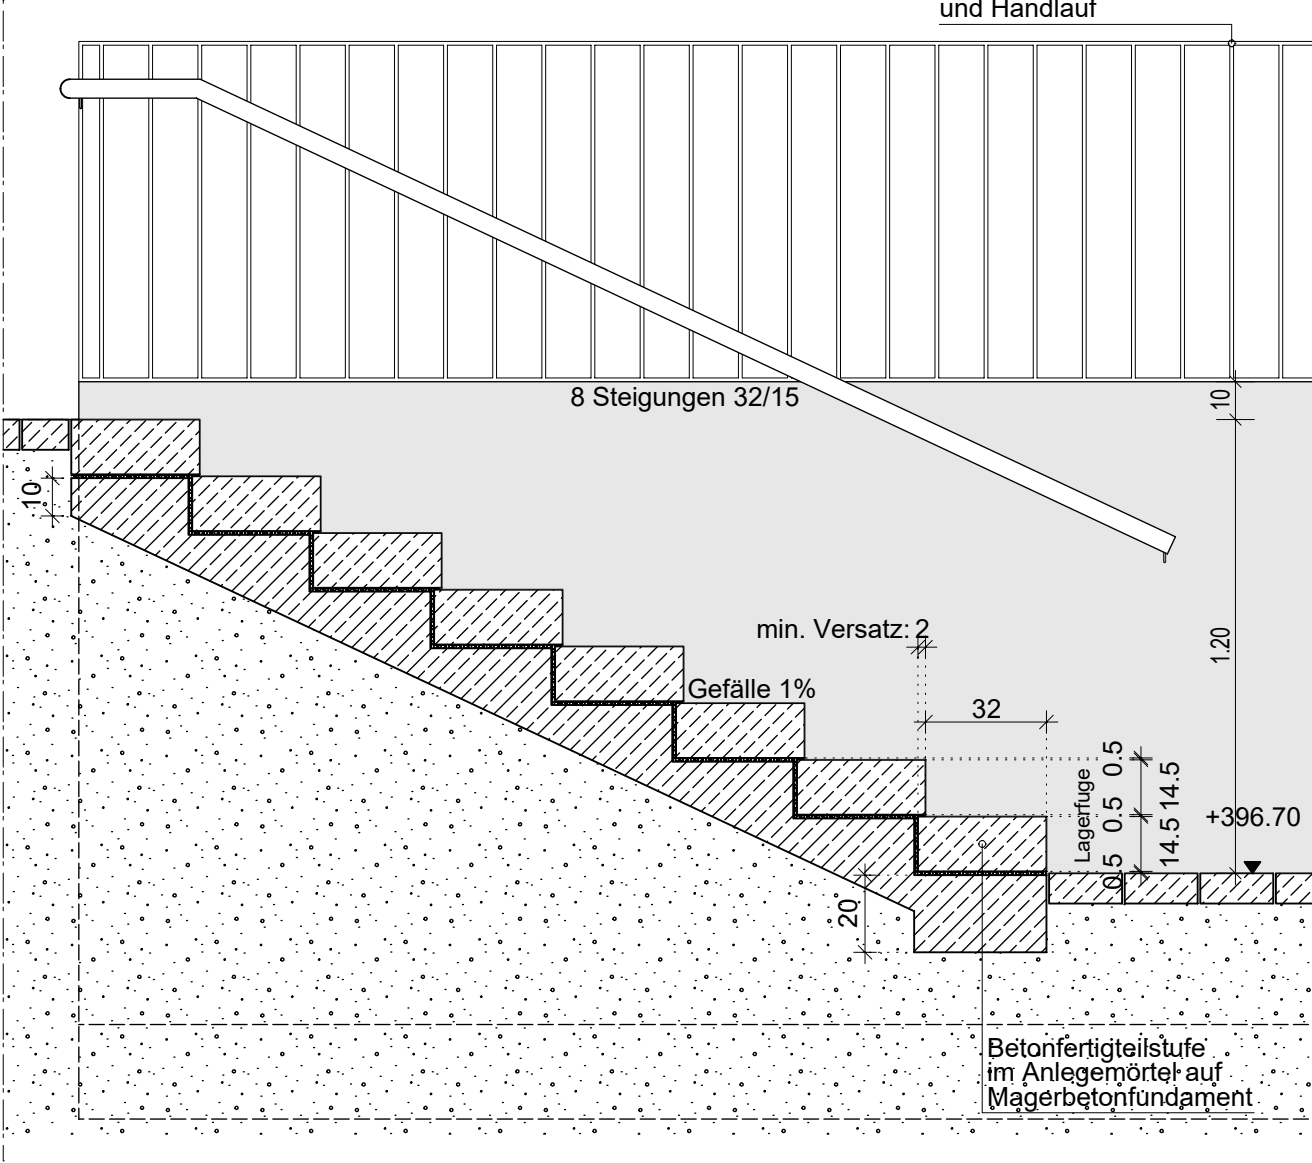 und Handlauf
8 Steigungen 32/15
10
10
min. Versatz: 2
1.20
Gefälle 1%
32
Lagerfuge
0.5
0.5
0.5
14.5
14.5
+396.70
20
Betonfertigteilstufe
im Anlegemörtel auf
Magerbetonfundament